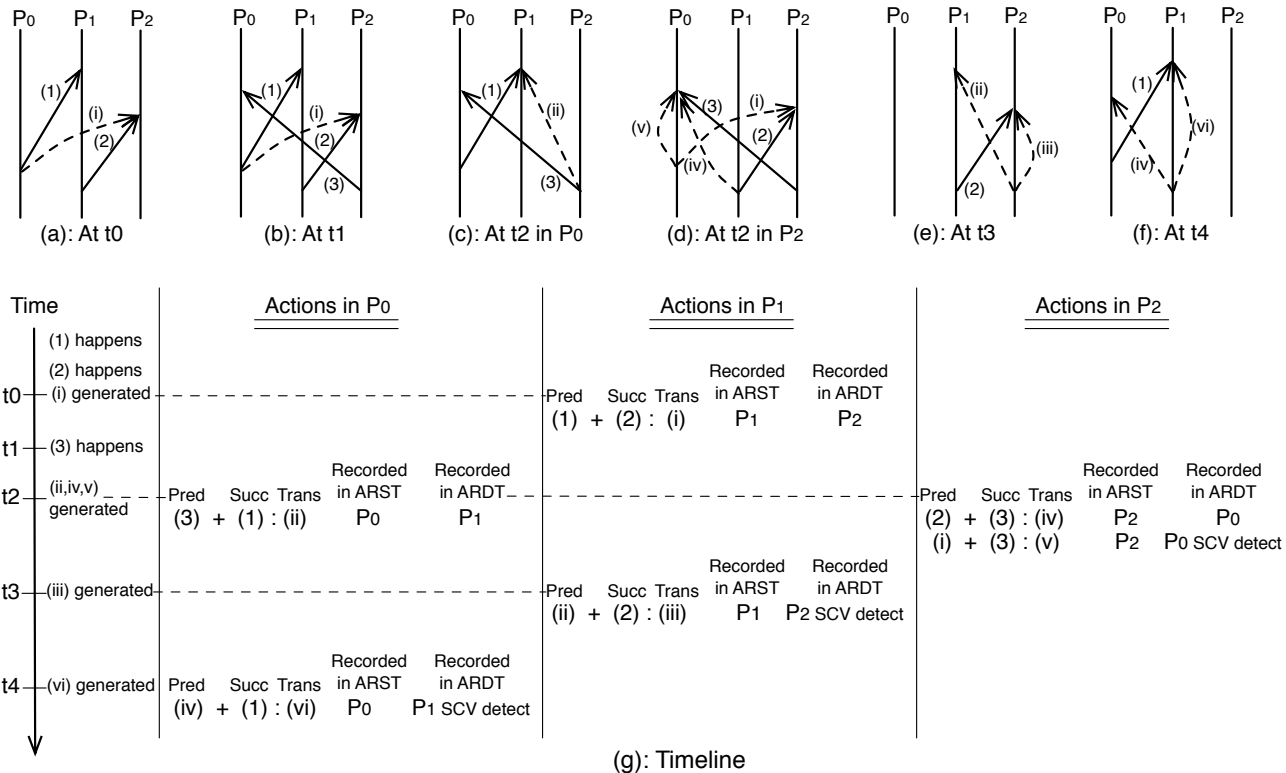 P0 P1 P2
(1)
(i)
(2)
(a): At t0
P0 P1 P2
(1)
(i)
(2)
(3)
(b): At t1
P0 P1 P2
(1)
(ii)
(3)
(c): At t2 in P0
P0 P1 P2
(3)
(i)
(v)
(2)
(iv)
(d): At t2 in P2
P0 P1 P2
(ii)
(iii)
(2)
(e): At t3
P0 P1 P2
(1)
(vi)
(iv)
(f): At t4
Time
Actions in P0
Actions in P1
Actions in P2
(1) happens
(2) happens
t0 (i) generated
Recorded in ARST
Recorded in ARDT
Pred Succ Trans
(1) + (2) : (i) P1 P2
t1 (3) happens
t2 (ii,iv,v) generated
Recorded in ARST
Recorded in ARDT
Pred Succ Trans
(3) + (1) : (ii) P0 P1
Recorded in ARST
Recorded in ARDT
Pred Succ Trans
(2) + (3) : (iv) P2 P0
(i) + (3) : (v) P2 P0 SCV detect
t3 (iii) generated
Recorded in ARST
Recorded in ARDT
Pred Succ Trans
(ii) + (2) : (iii) P1 P2 SCV detect
t4 (vi) generated
Recorded in ARST
Recorded in ARDT
Pred Succ Trans
(iv) + (1) : (vi) P0 P1 SCV detect
(g): Timeline